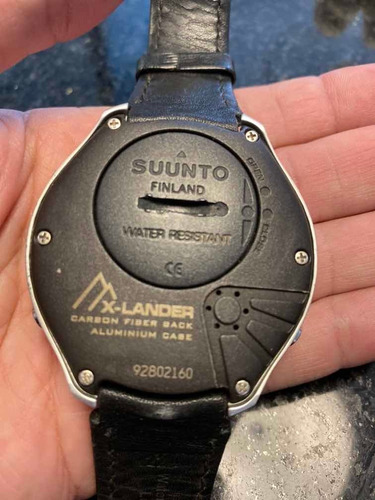 SUUNTO
FINLAND
WATER RESISTANT
CE
OPEN
CLOSE
X-LANDER
CARBON FIBER BACK
ALUMINIUM CASE
92802160